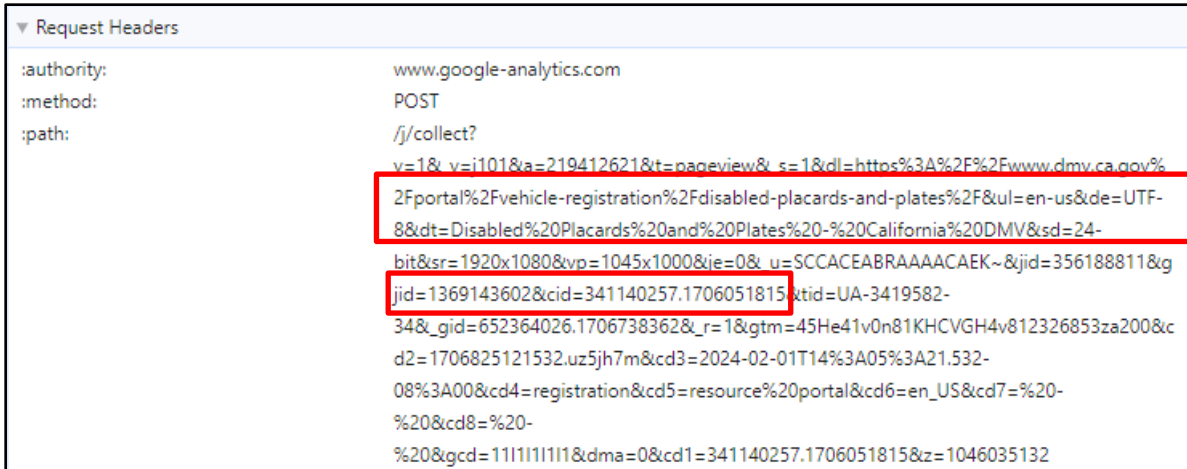 Request Headers
:authority: www.google-analytics.com
:method: POST
:path: /j/collect?
v=1&_v=j101&a=219412621&t=pageview&_s=1&dl=https%3A%2F%2Fwww.dmv.ca.gov%
2Fportal%2Fvehicle-registration%2Fdisabled-placards-and-plates%2F&ul=en-us&de=UTF-
8&dt=Disabled%20Placards%20and%20Plates%20-%20California%20DMV&sd=24-
bit&sr=1920x1080&vp=1045x1000&je=0&_u=SCCACEABRAAAACAEK~&jid=356188811&g
jid=1369143602&cid=341140257.1706051815&tid=UA-3419582-
34&_gid=652364026.1706738362&_r=1&gtm=45He41v0n81KHCVGH4v812326853za200&c
d2=1706825121532.uz5jh7m&cd3=2024-02-01T14%3A05%3A21.532-
08%3A00&cd4=registration&cd5=resource%20portal&cd6=en_US&cd7=%20-
%20&cd8=%20-
%20&gcd=11l1l1l1l1&dma=0&cd1=341140257.1706051815&z=1046035132